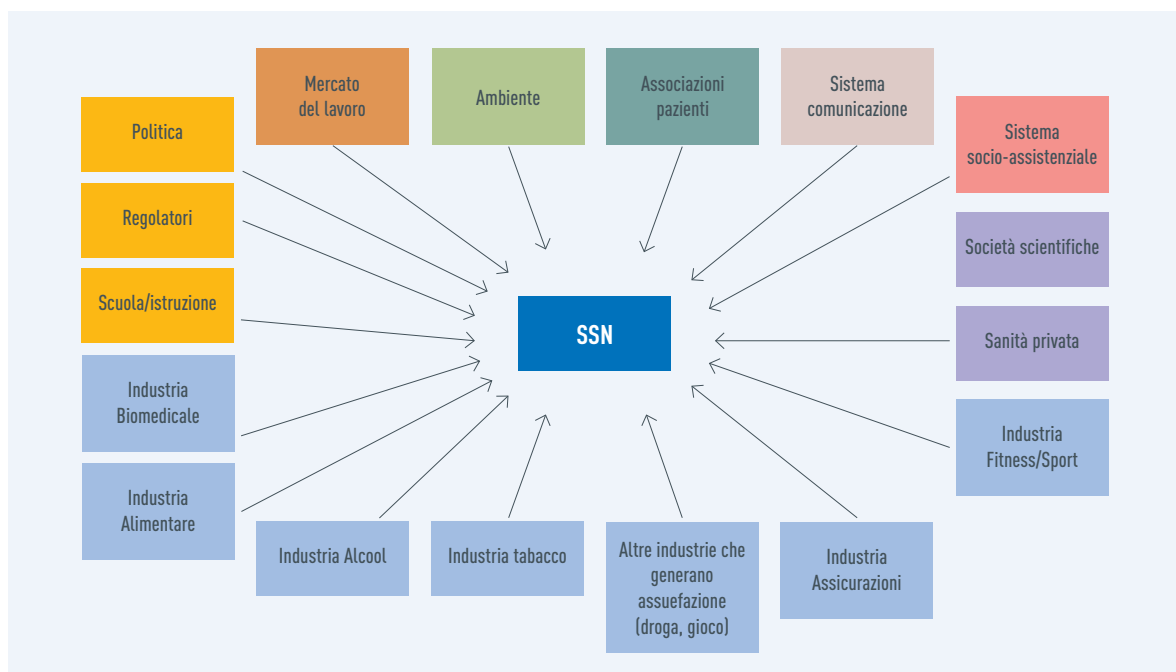 Mercato
del lavoro
Ambiente
Associazioni
pazienti
Sistema
comunicazione
Politica
Sistema
socio-assistenziale
Regolatori
Società scientifiche
Scuola/istruzione
SSN
Sanità privata
Industria
Biomedicale
Industria
Fitness/Sport
Industria
Alimentare
Industria Alcool
Industria tabacco
Altre industrie che
generano
assuefazione
(droga, gioco)
Industria
Assicurazioni